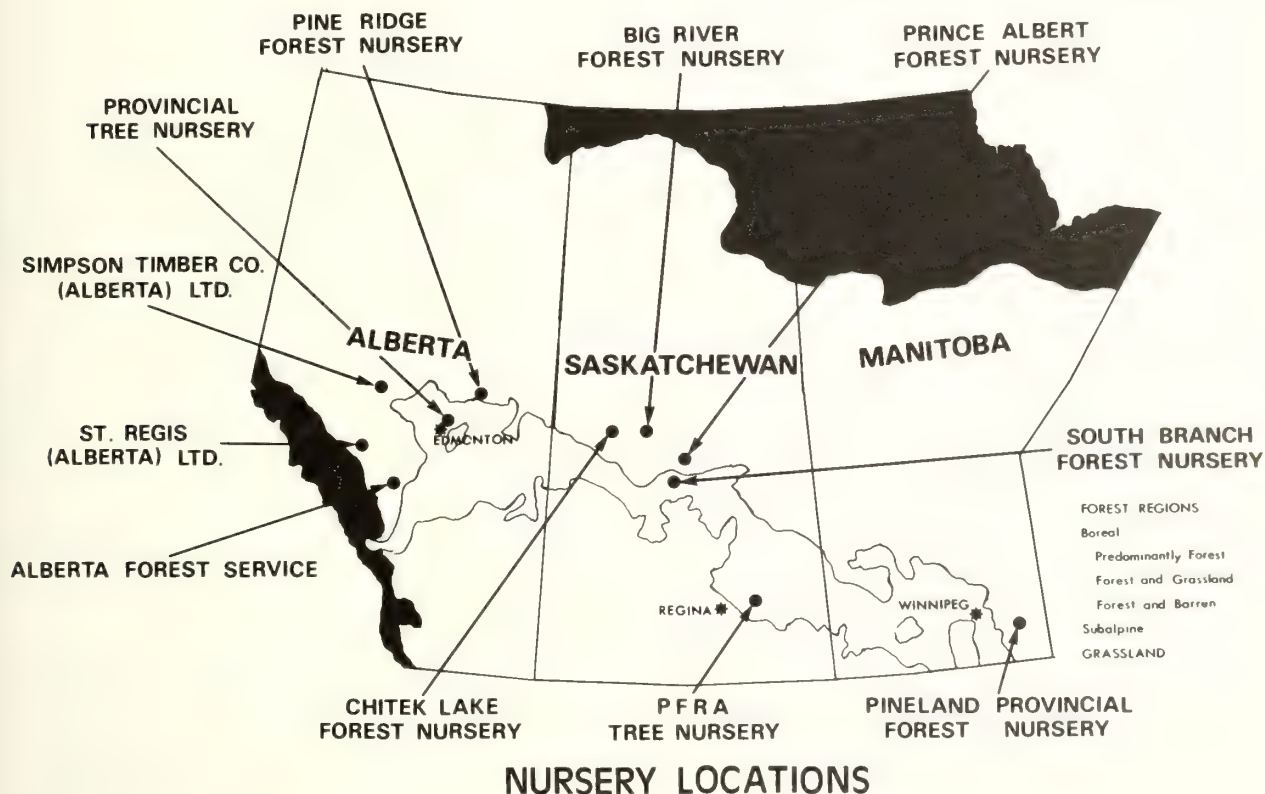 PINE RIDGE
FOREST NURSERY
BIG RIVER
FOREST NURSERY
PRINCE ALBERT
FOREST NURSERY
PROVINCIAL
TREE NURSERY
SIMPSON TIMBER CO.
(ALBERTA) LTD.
ALBERTA
SASKATCHEWAN
MANITOBA
ST. REGIS
(ALBERTA) LTD.
EDMONTON
SOUTH BRANCH
FOREST NURSERY
ALBERTA FOREST SERVICE
REGINA
WINNIPEG
FOREST REGIONS
Boreal
Predominantly Forest
Forest and Grassland
Forest and Barren
Subalpine
GRASSLAND
CHITEK LAKE
FOREST NURSERY
PFRA
TREE NURSERY
PINELAND PROVINCIAL
FOREST NURSERY
NURSERY LOCATIONS